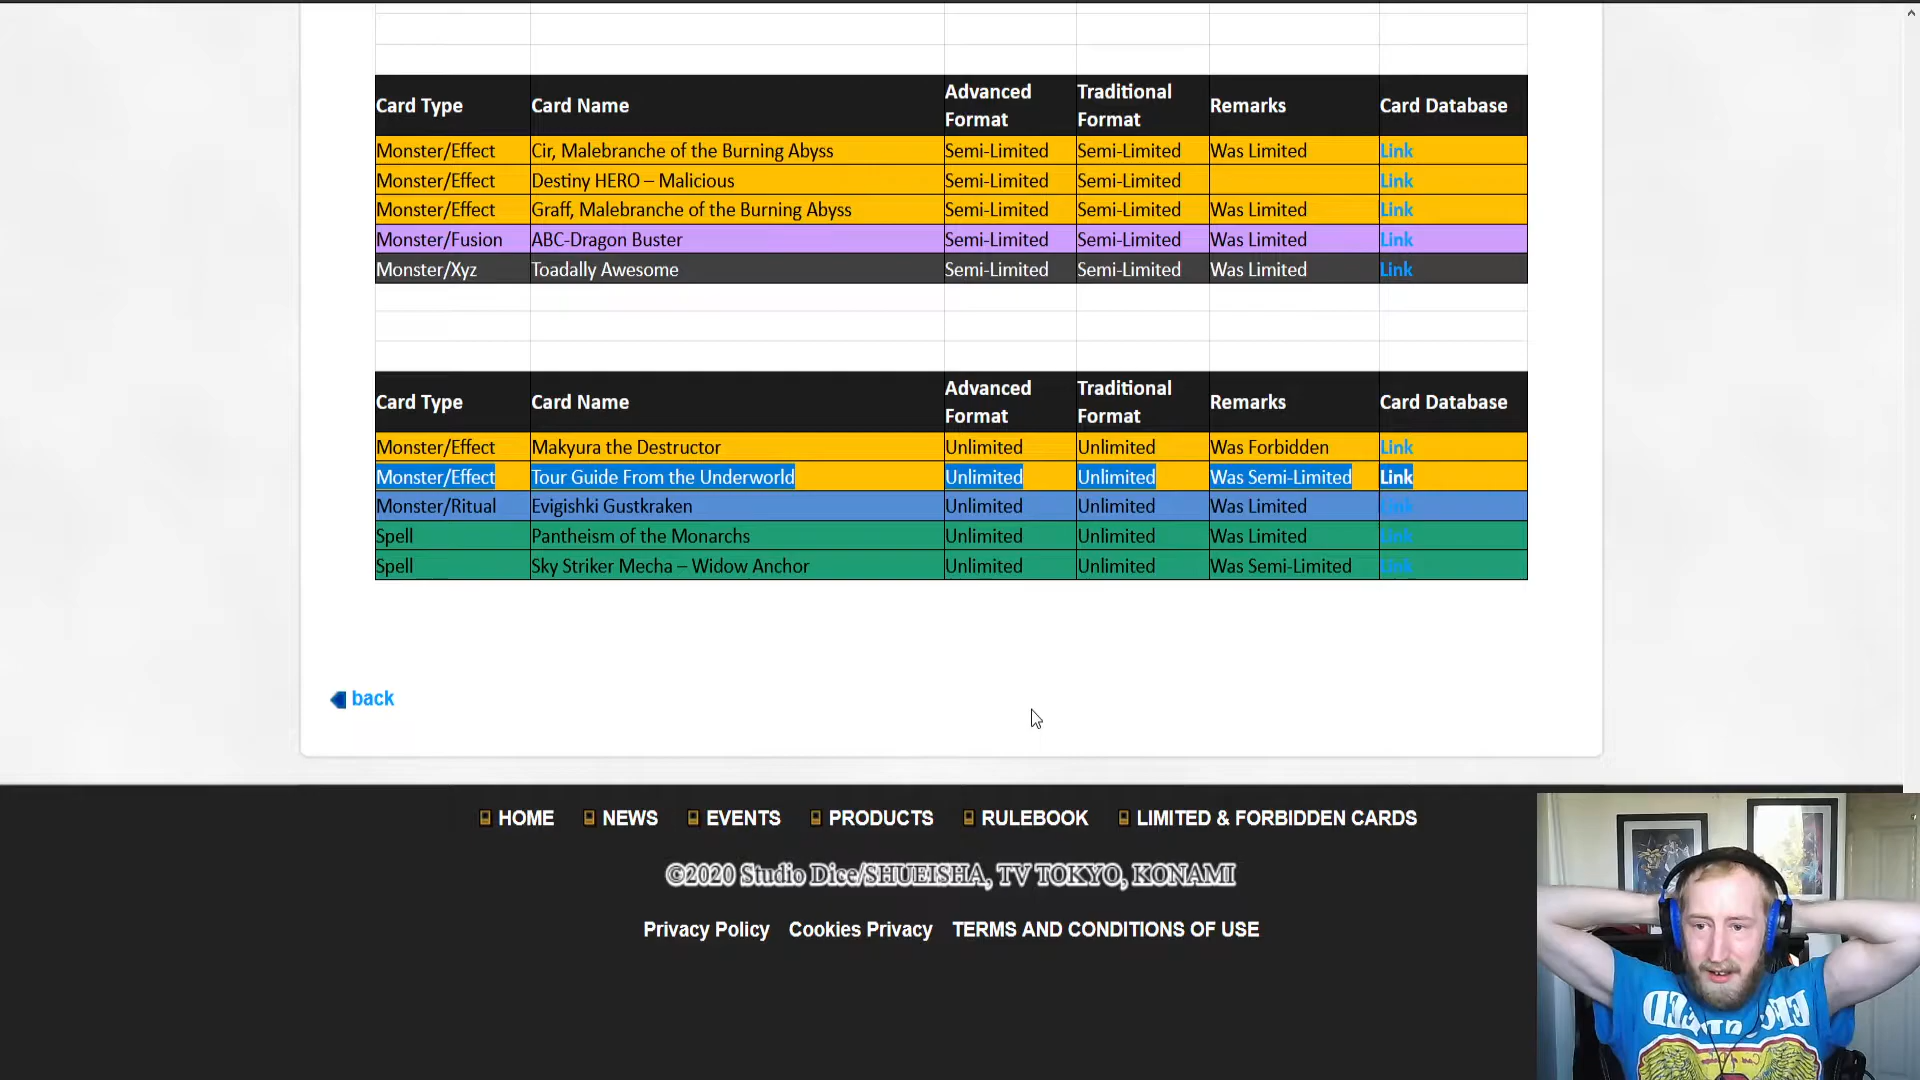 Card Type Card Name Advanced Format Traditional Format Remarks Card Database
Monster/Effect Cir, Malebranche of the Burning Abyss Semi-Limited Semi-Limited Was Limited Link
Monster/Effect Destiny HERO – Malicious Semi-Limited Semi-Limited Link
Monster/Effect Graff, Malebranche of the Burning Abyss Semi-Limited Semi-Limited Was Limited Link
Monster/Fusion ABC-Dragon Buster Semi-Limited Semi-Limited Was Limited Link
Monster/Xyz Toadally Awesome Semi-Limited Semi-Limited Was Limited Link
Card Type Card Name Advanced Format Traditional Format Remarks Card Database
Monster/Effect Makyura the Destructor Unlimited Unlimited Was Forbidden Link
Monster/Effect Tour Guide From the Underworld Unlimited Unlimited Was Semi-Limited Link
Monster/Ritual Evigishki Gustkraken Unlimited Unlimited Was Limited Link
Spell Pantheism of the Monarchs Unlimited Unlimited Was Limited Link
Spell Sky Striker Mecha – Widow Anchor Unlimited Unlimited Was Semi-Limited Link
back
HOME NEWS EVENTS PRODUCTS RULEBOOK LIMITED & FORBIDDEN CARDS
©2020 Studio Dice/SHUEISHA, TV TOKYO, KONAMI
Privacy Policy Cookies Privacy TERMS AND CONDITIONS OF USE